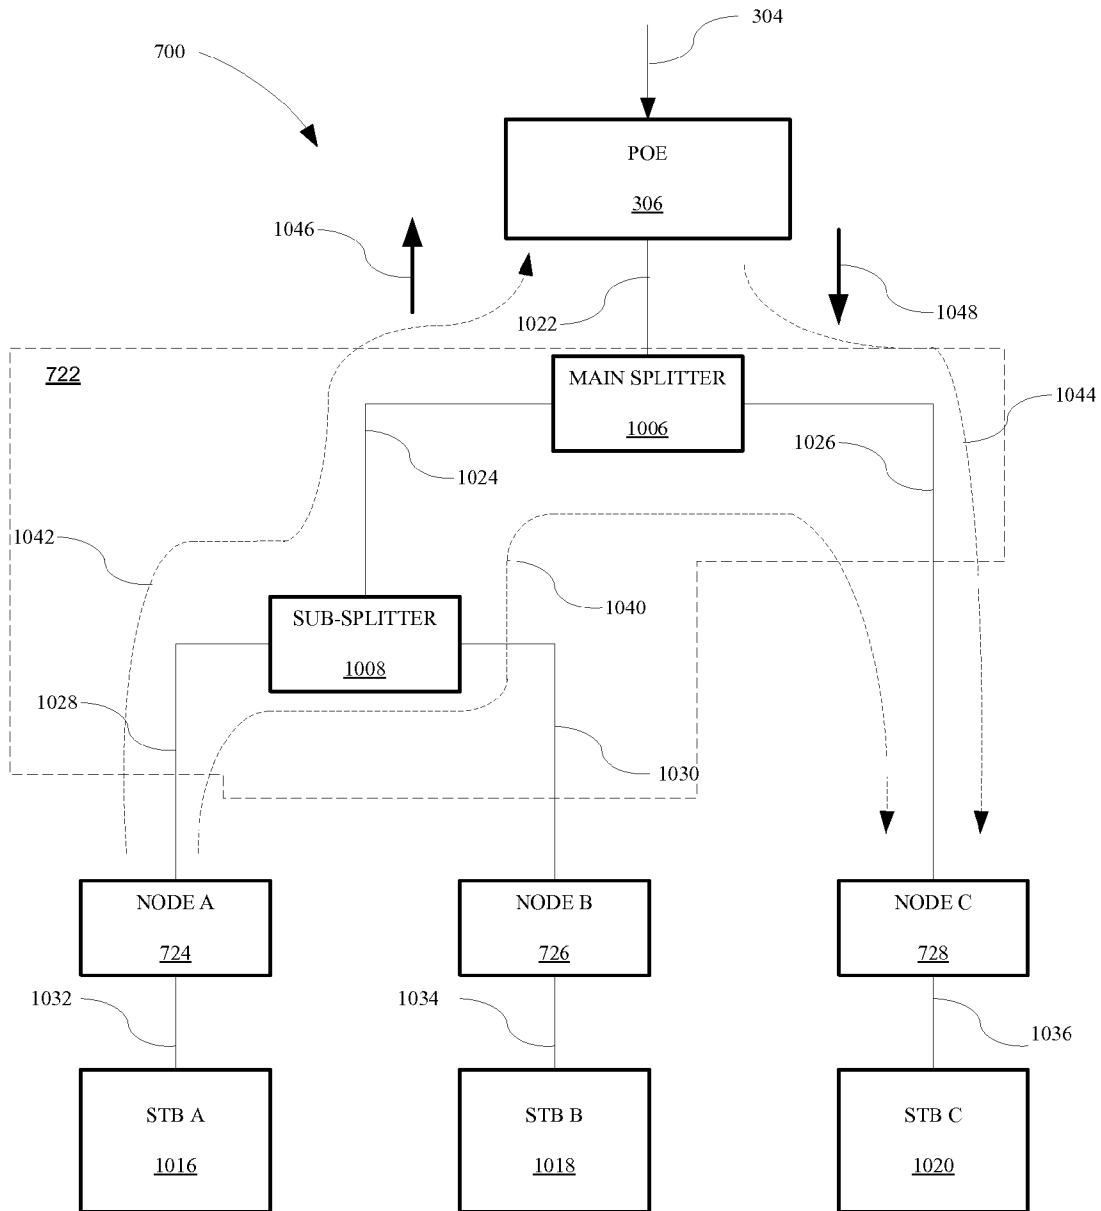 304
700
POE
306
1046
1022
1048
722
MAIN SPLITTER
1006
1044
1026
1024
1042
1040
SUB-SPLITTER
1008
1028
1030
NODE A
724
NODE B
726
NODE C
728
1032
1034
1036
STB A
1016
STB B
1018
STB C
1020